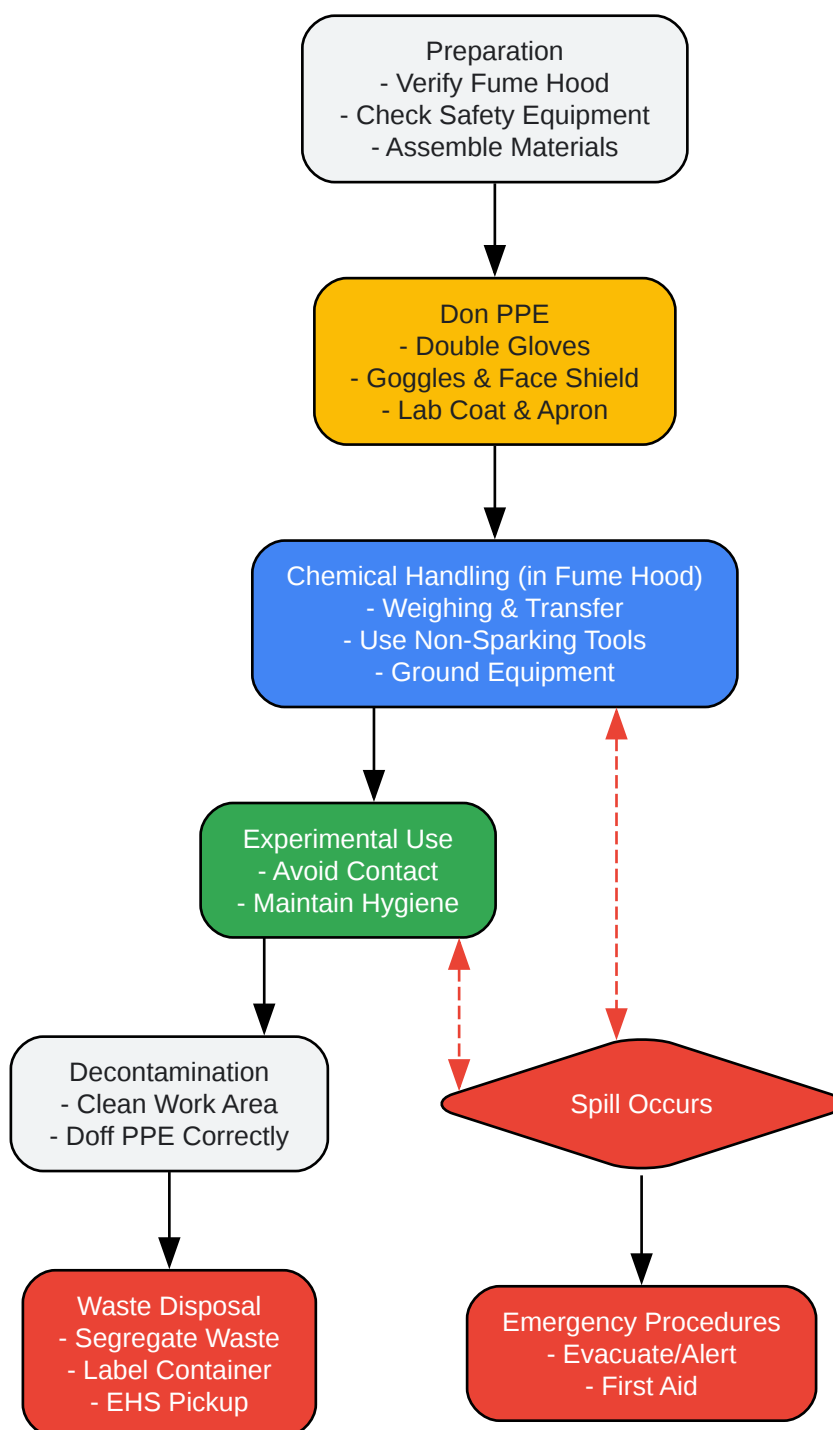 Preparation
- Verify Fume Hood
- Check Safety Equipment
- Assemble Materials
Don PPE
- Double Gloves
- Goggles & Face Shield
- Lab Coat & Apron
Chemical Handling (in Fume Hood)
- Weighing & Transfer
- Use Non-Sparking Tools
- Ground Equipment
Experimental Use
- Avoid Contact
- Maintain Hygiene
Decontamination
- Clean Work Area
- Doff PPE Correctly
Spill Occurs
Waste Disposal
- Segregate Waste
- Label Container
- EHS Pickup
Emergency Procedures
- Evacuate/Alert
- First Aid